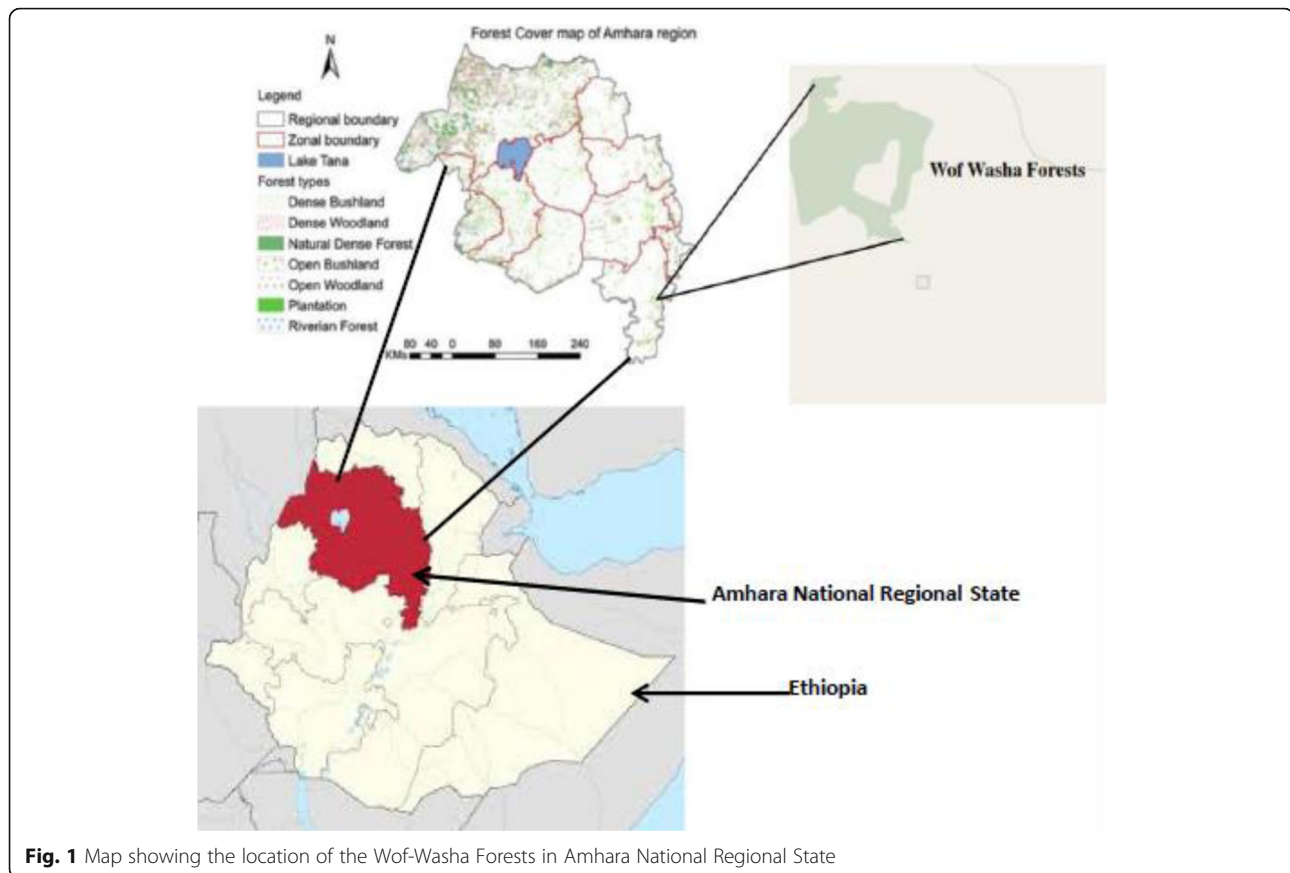 Forest Cover map of Amhara region
N
Legend
Regional boundary
Zonal boundary
Lake Tana
Forest types
Dense Bushland
Dense Woodland
Natural Dense Forest
Open Bushland
Open Woodland
Plantation
Riverian Forest
80 40 0 80 160 240
KMs
Wof Washa Forests
Amhara National Regional State
Ethiopia
Fig. 1 Map showing the location of the Wof-Washa Forests in Amhara National Regional State